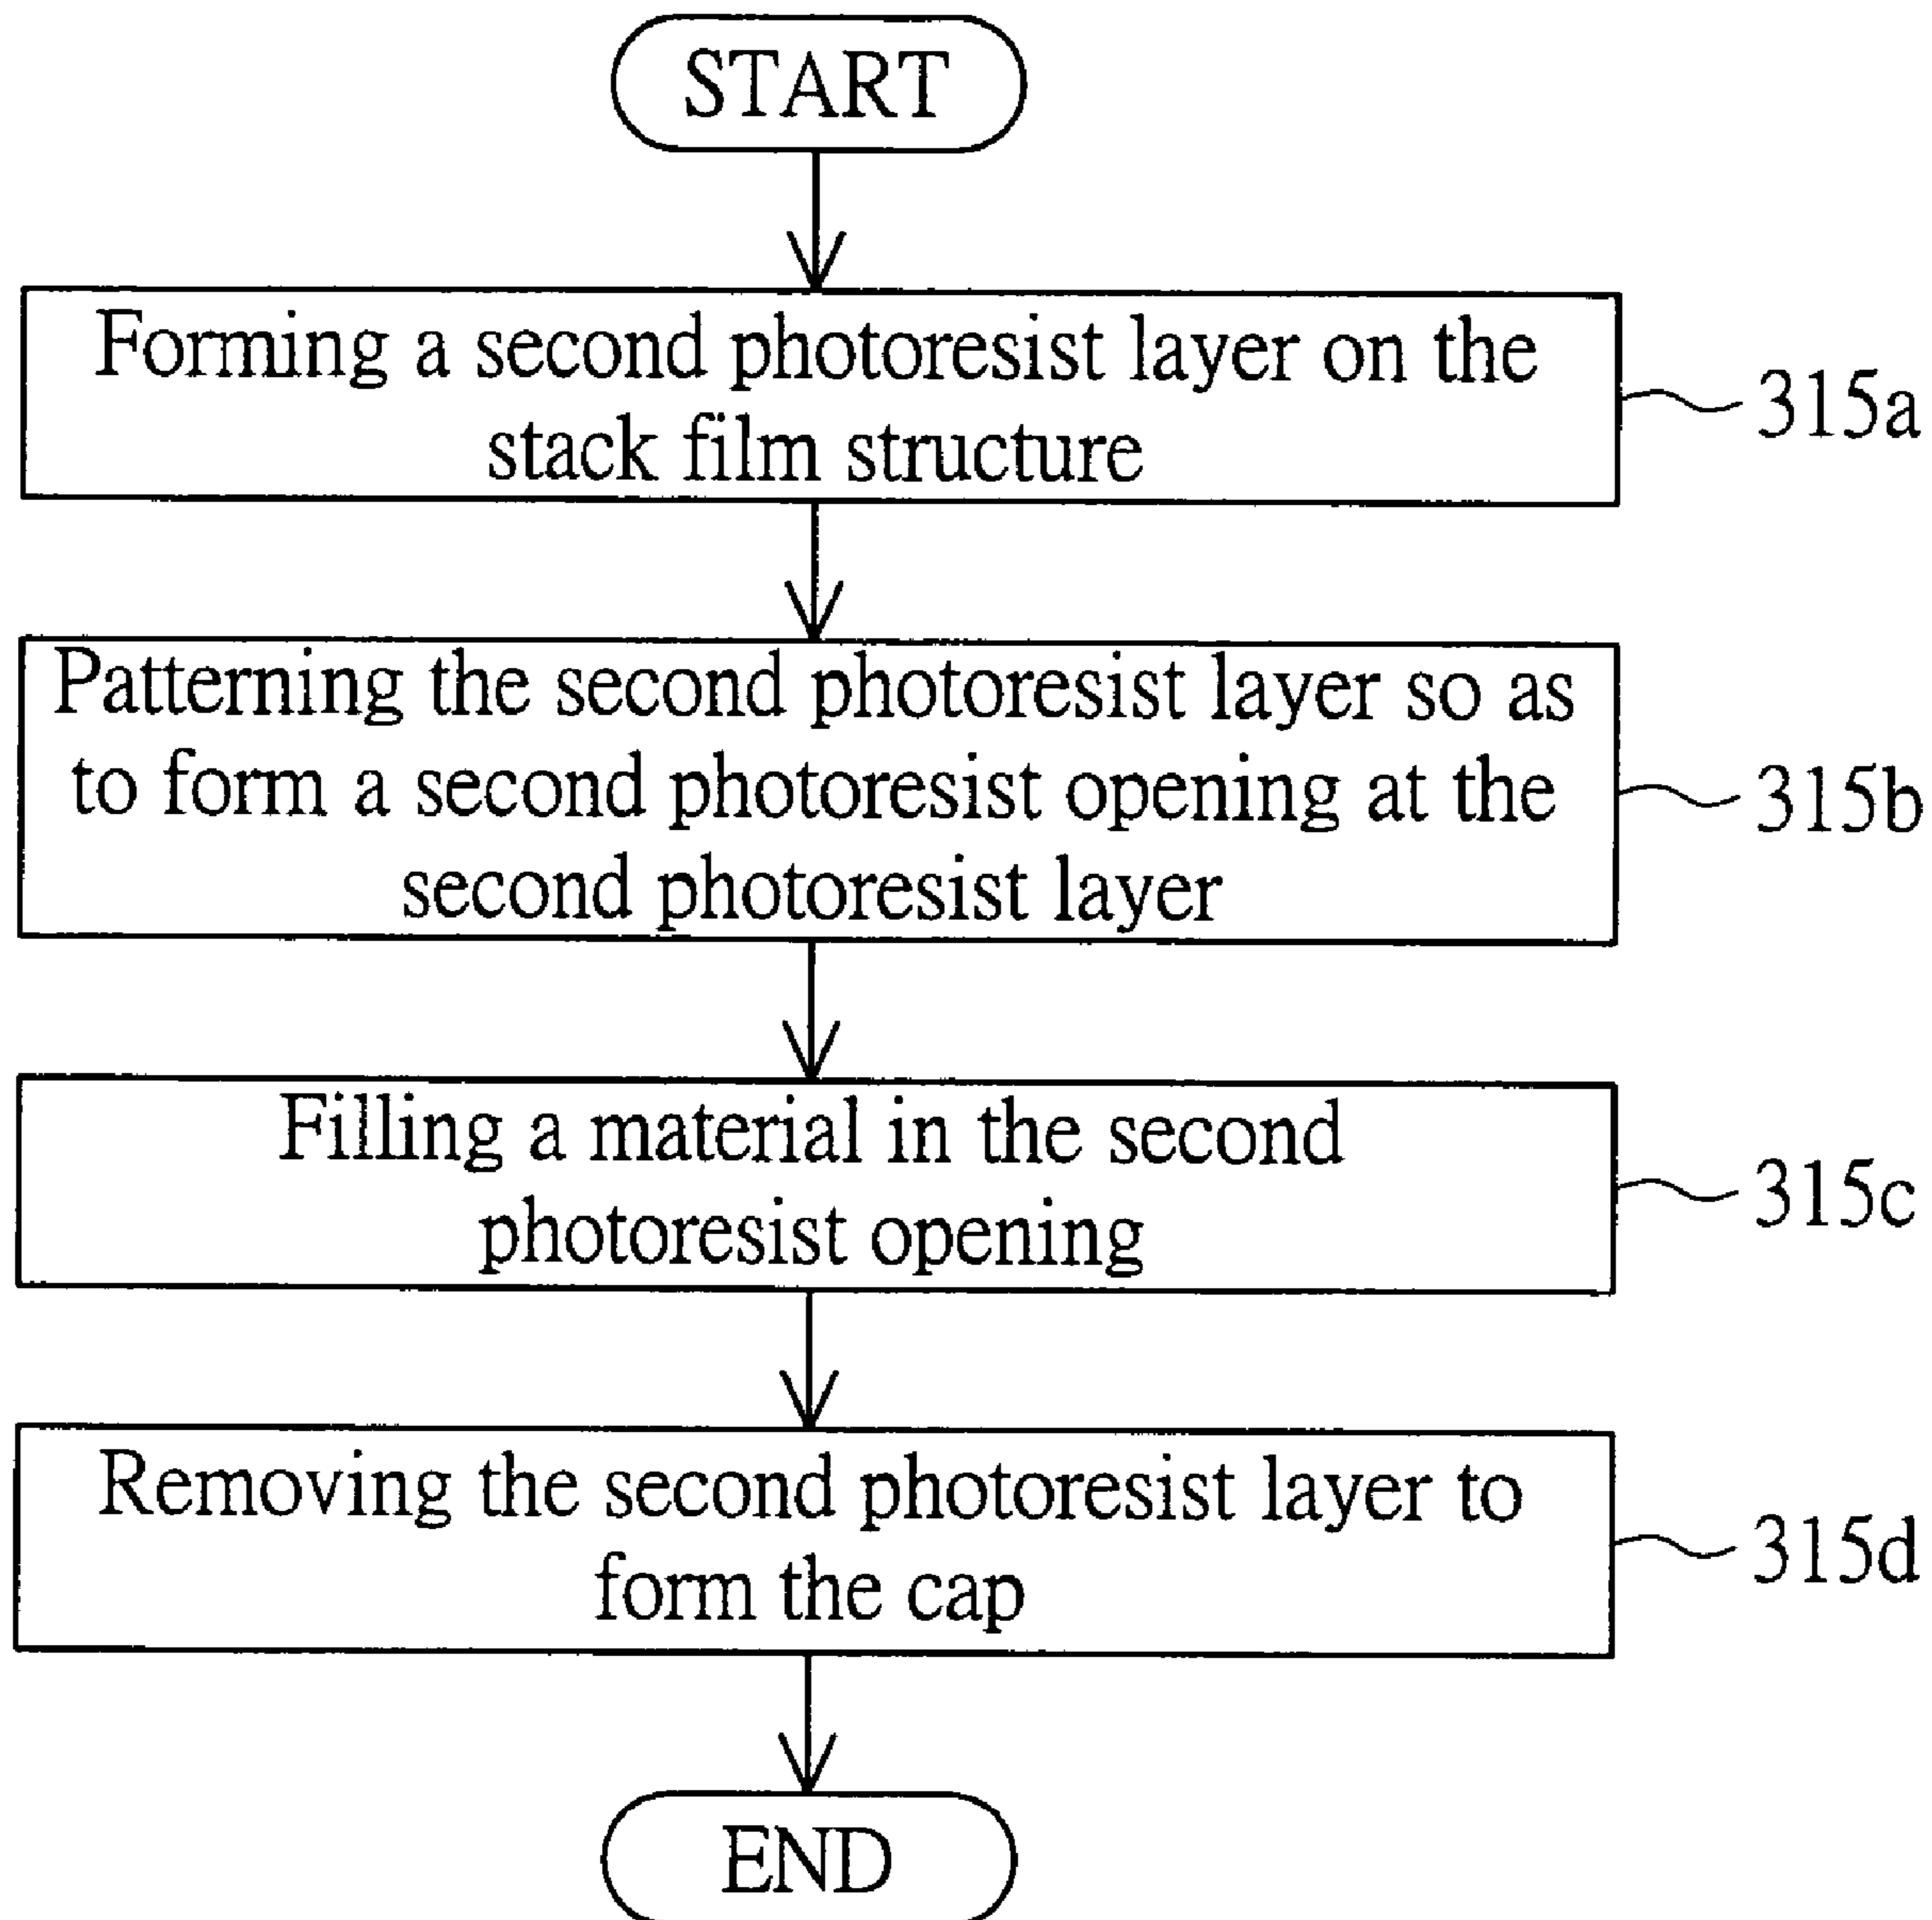 START
Forming a second photoresist layer on the
stack film structure
315a
Patterning the second photoresist layer so as
to form a second photoresist opening at the
second photoresist layer
315b
Filling a material in the second
photoresist opening
315c
Removing the second photoresist layer to
form the cap
315d
END